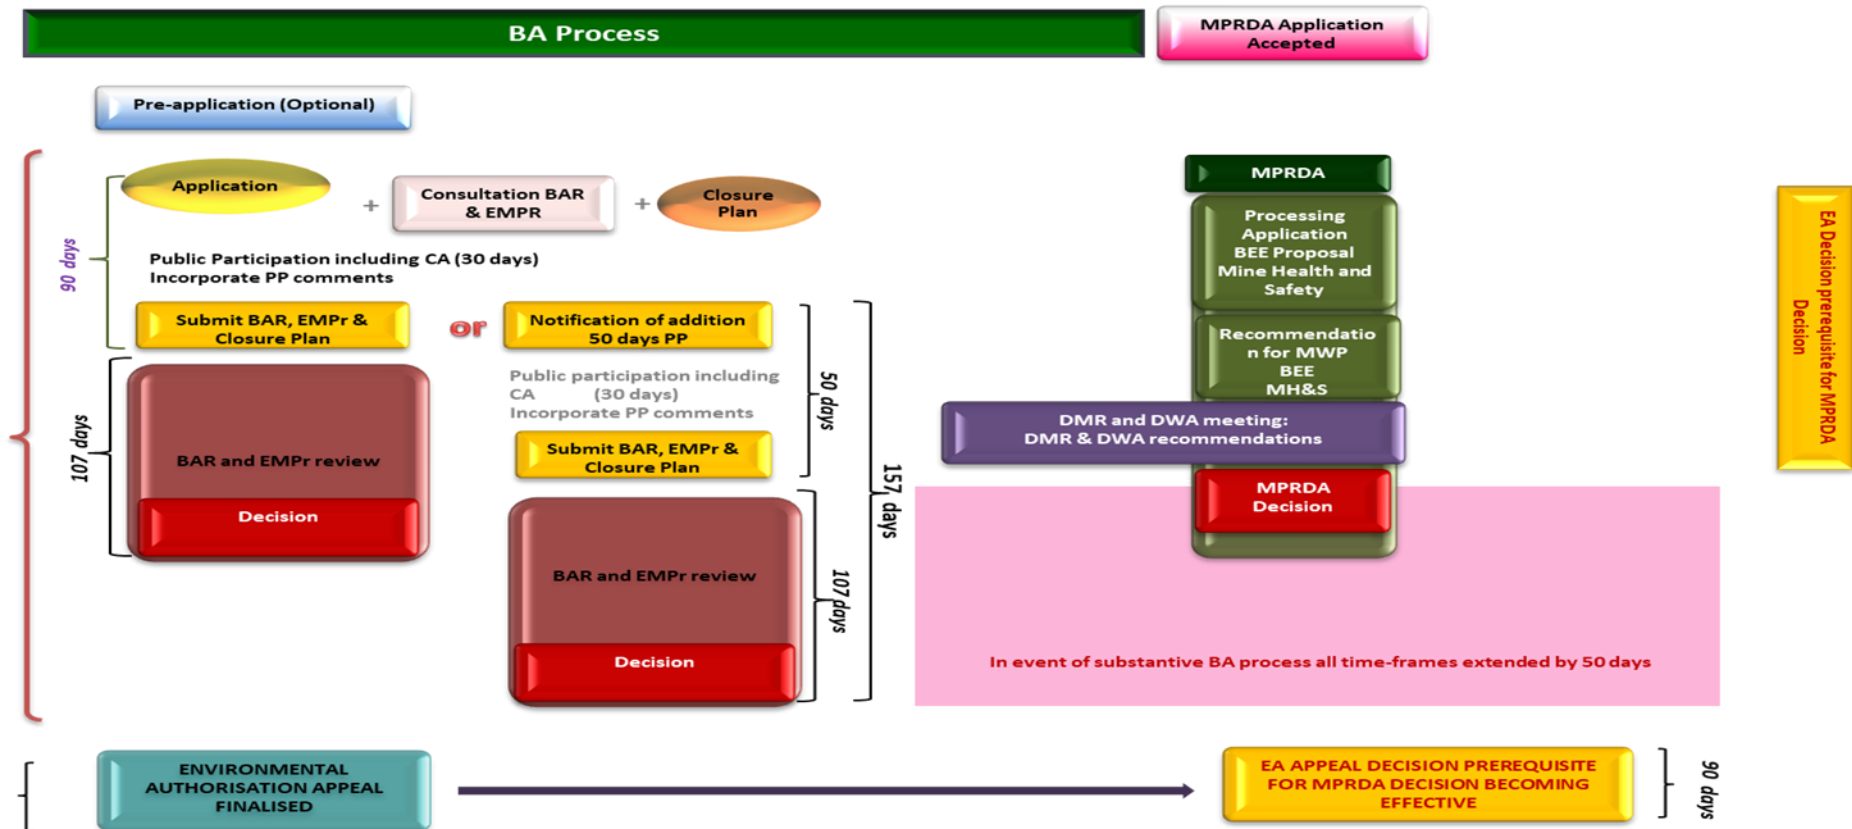 BA Process
MPRDA Application
Accepted
Pre-application (Optional)
Application
+
Consultation BAR
& EMPR
+
Closure
Plan
90 days
Public Participation including CA (30 days)
Incorporate PP comments
Submit BAR, EMPr &
Closure Plan
or
Notification of addition
50 days PP
Public participation including
CA (30 days)
Incorporate PP comments
Submit BAR, EMPr &
Closure Plan
50 days
107 days
BAR and EMPr review
Decision
BAR and EMPr review
Decision
107 days
157, days
MPRDA
Processing
Application
BEE Proposal
Mine Health and
Safety
Recommendatio
n for MWP
BEE
MH&S
DMR and DWA meeting:
DMR & DWA recommendations
MPRDA
Decision
In event of substantive BA process all time-frames extended by 50 days
EA Decision prerequisite for MPRDA
Decision
ENVIRONMENTAL
AUTHORISATION APPEAL
FINALISED
EA APPEAL DECISION PREREQUISITE
FOR MPRDA DECISION BECOMING
EFFECTIVE
90 days